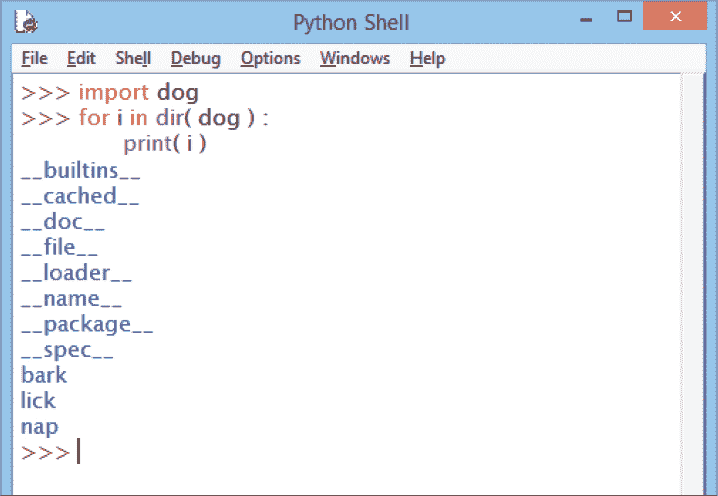 Python Shell
File Edit Shell Debug Options Windows Help
>>> import dog
>>> for i in dir( dog ) :
print( i )
__builtins__
__cached__
__doc__
__file__
__loader__
__name__
__package__
__spec__
bark
lick
nap
>>>